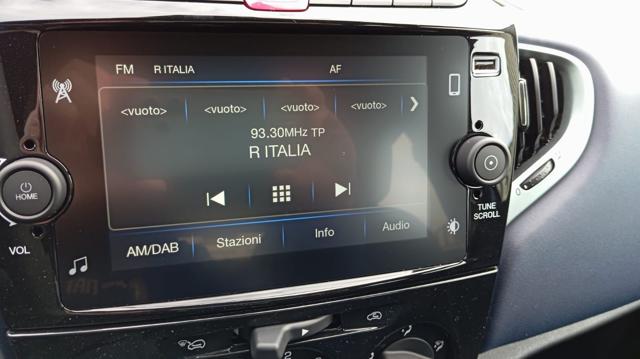 FM R ITALIA AF
<vuoto> <vuoto> <vuoto> <vuoto>
93.30MHz TP
R ITALIA
HOME
VOL
TUNE
SCROLL
AM/DAB Stazioni Info Audio
0